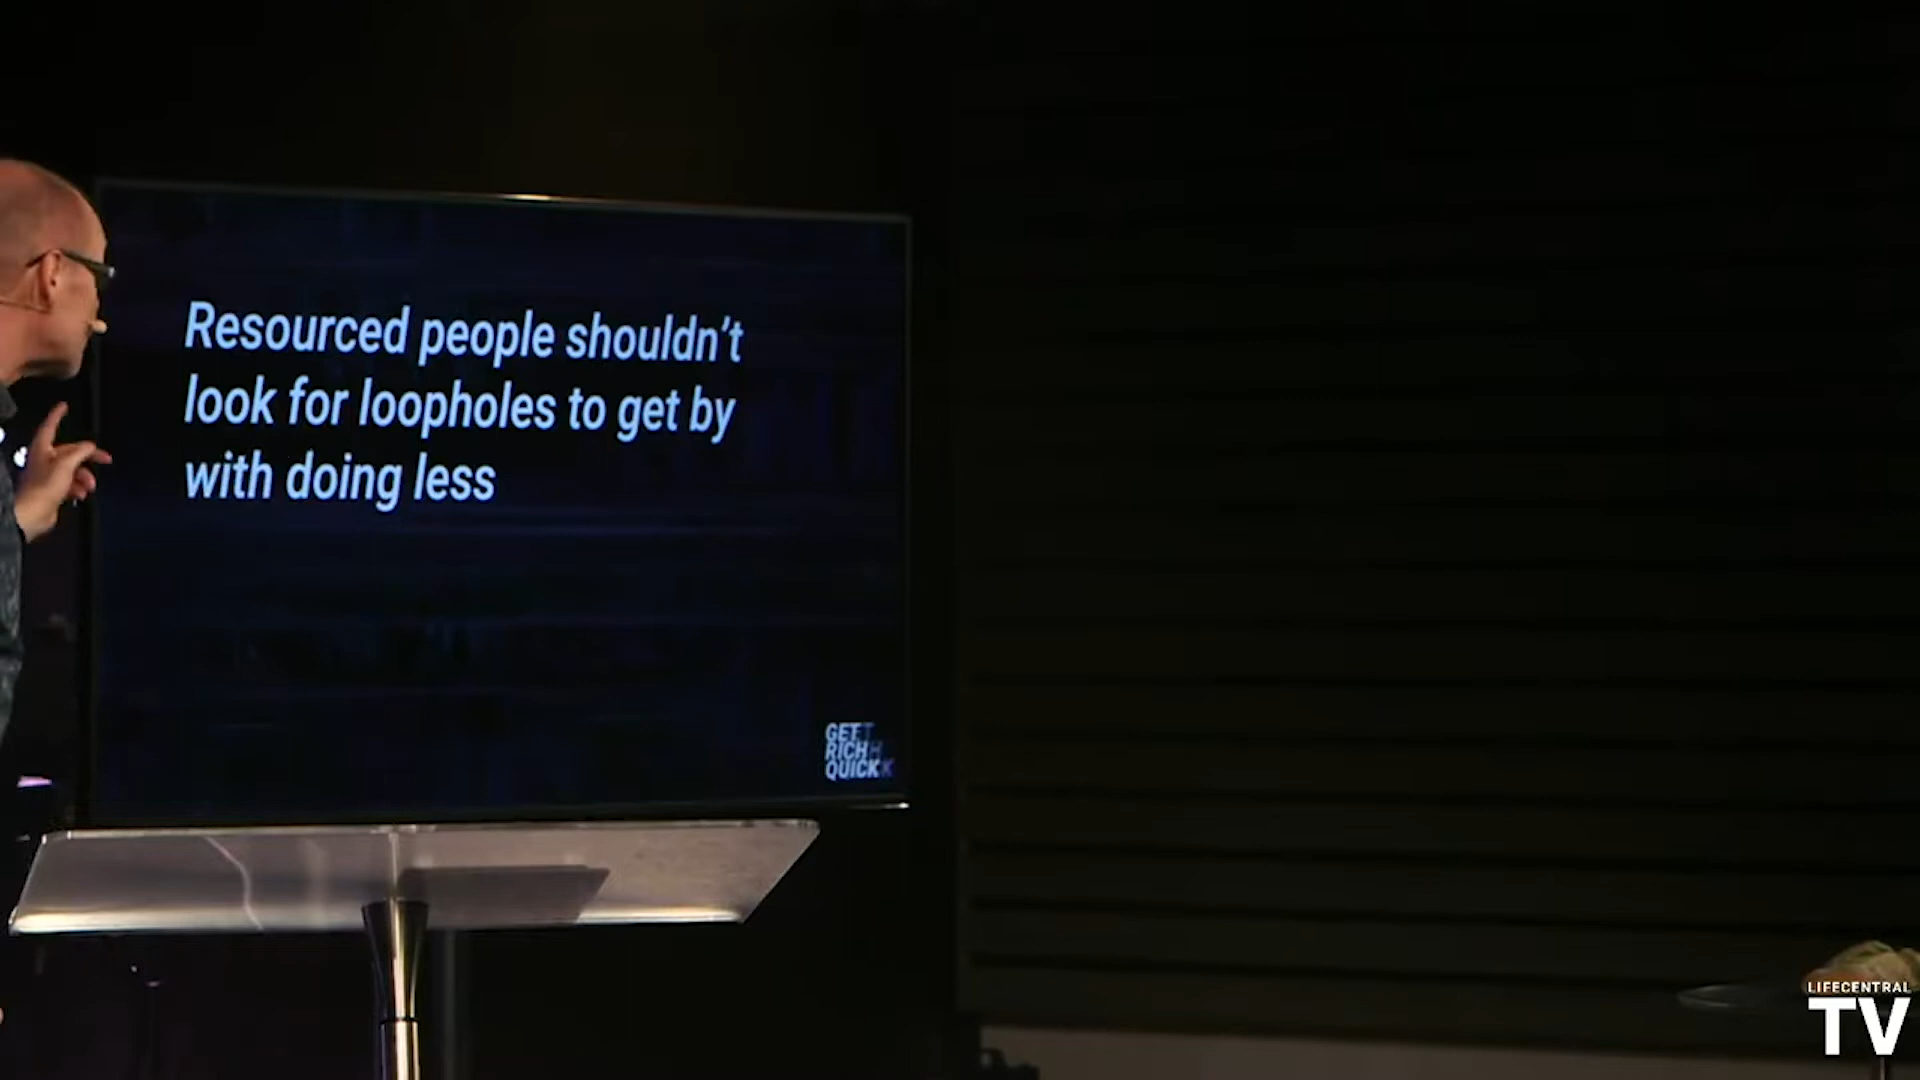 Resourced people shouldn't
look for loopholes to get by
with doing less
GET
RICH
QUICK
LIFECENTRAL
TV